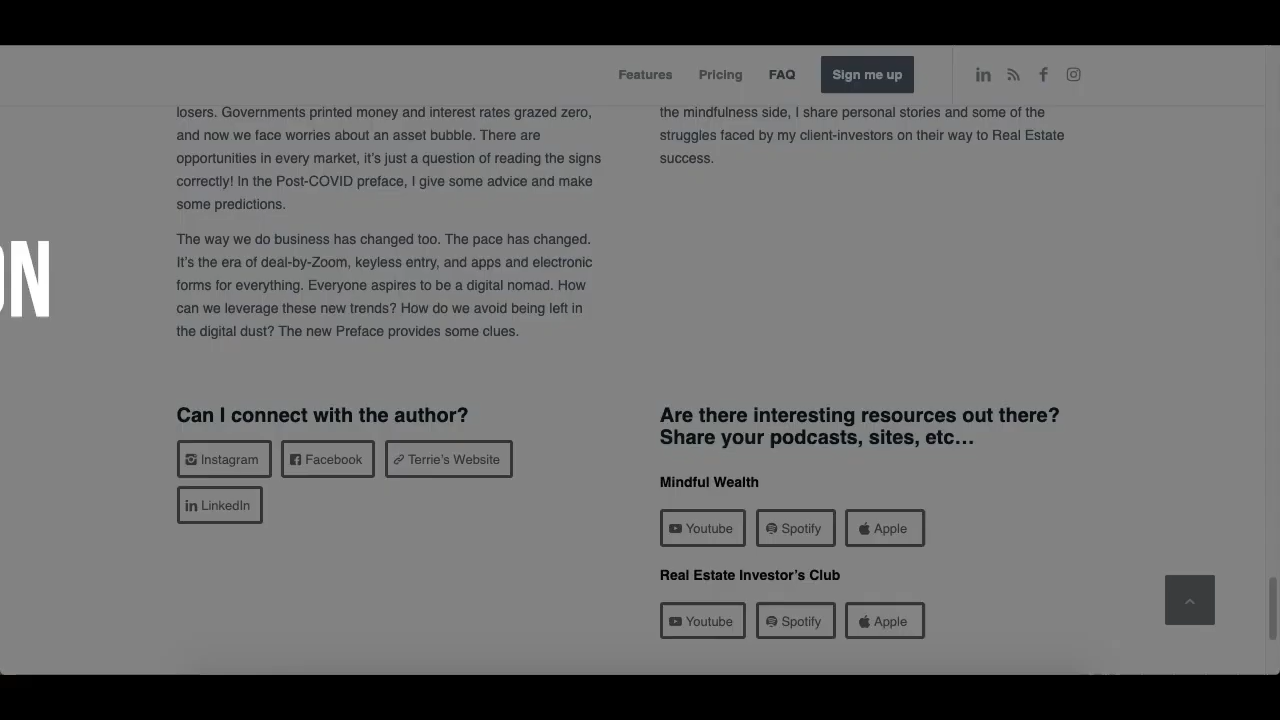 Features Pricing FAQ Sign me up
losers. Governments printed money and interest rates grazed zero,
and now we face worries about an asset bubble. There are
opportunities in every market, it’s just a question of reading the signs
correctly! In the Post-COVID preface, I give some advice and make
some predictions.
The way we do business has changed too. The pace has changed.
It’s the era of deal-by-Zoom, keyless entry, and apps and electronic
forms for everything. Everyone aspires to be a digital nomad. How
can we leverage these new trends? How do we avoid being left in
the digital dust? The new Preface provides some clues.
the mindfulness side, I share personal stories and some of the
struggles faced by my client-investors on their way to Real Estate
success.
ON
Can I connect with the author?
Instagram Facebook Terrie’s Website
LinkedIn
Are there interesting resources out there?
Share your podcasts, sites, etc…
Mindful Wealth
Youtube Spotify Apple
Real Estate Investor’s Club
Youtube Spotify Apple